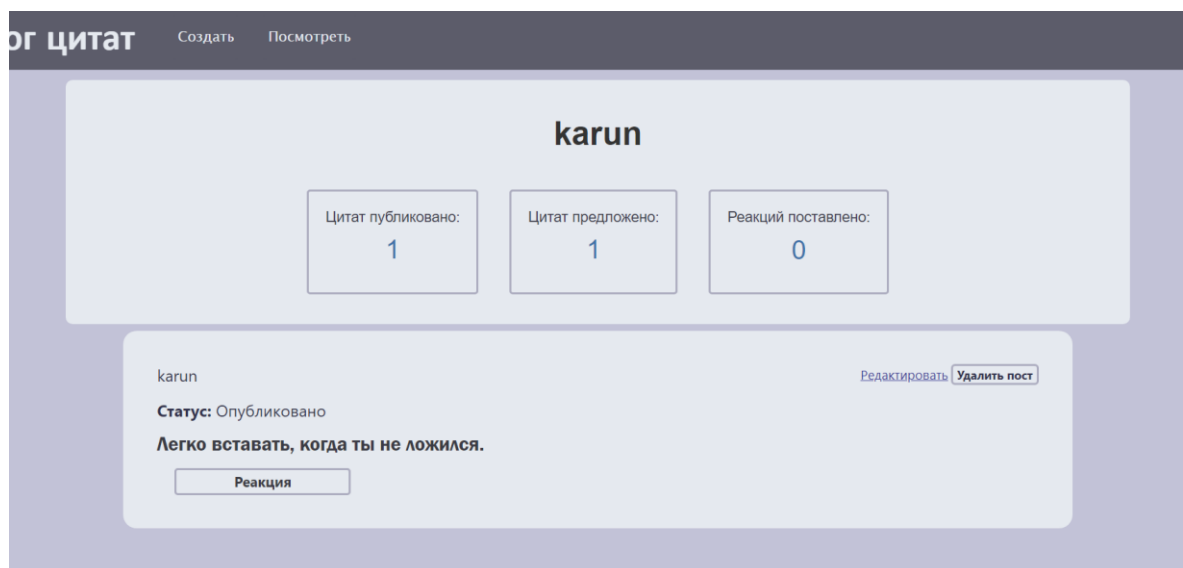 ог цитат Создать Посмотреть
karun
Цитат публиковано: Цитат предложено: Реакций поставлено:
1 1 0
karun Редактировать Удалить пост
Статус: Опубликовано
Легко вставать, когда ты не ложился.
Реакция